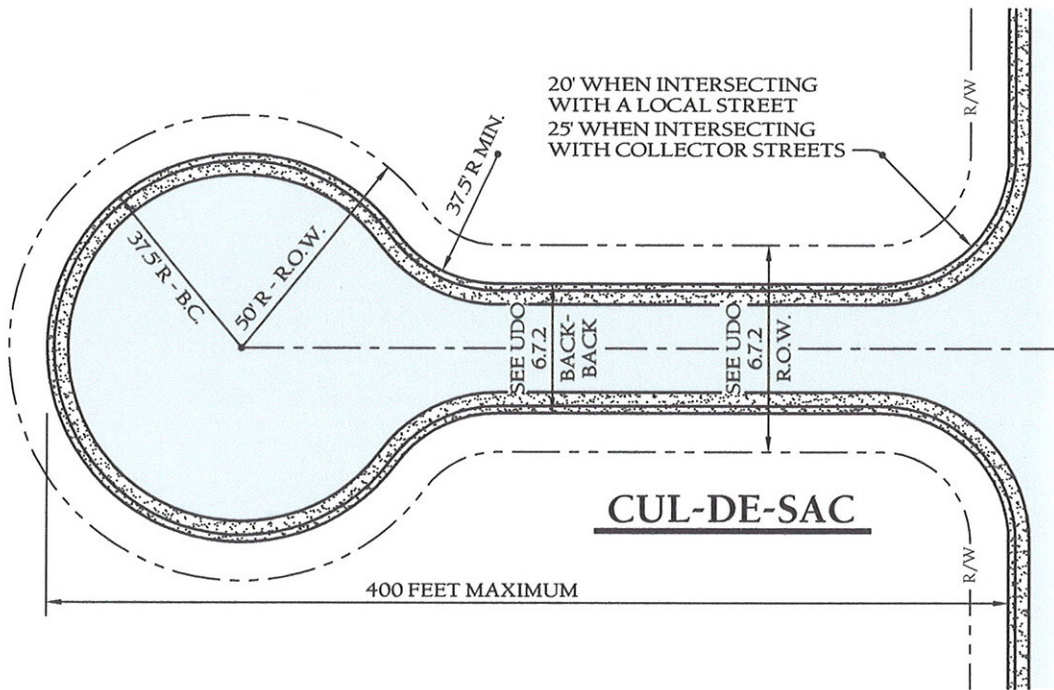 20' WHEN INTERSECTING
WITH A LOCAL STREET
25' WHEN INTERSECTING
WITH COLLECTOR STREETS
R/W
37.5' R MIN.
37.5' R - B.C.
50' R - R.O.W.
SEE UDO
6.7.2
BACK-
BACK
SEE UDO
6.7.2
R.O.W.
CUL-DE-SAC
R/W
400 FEET MAXIMUM